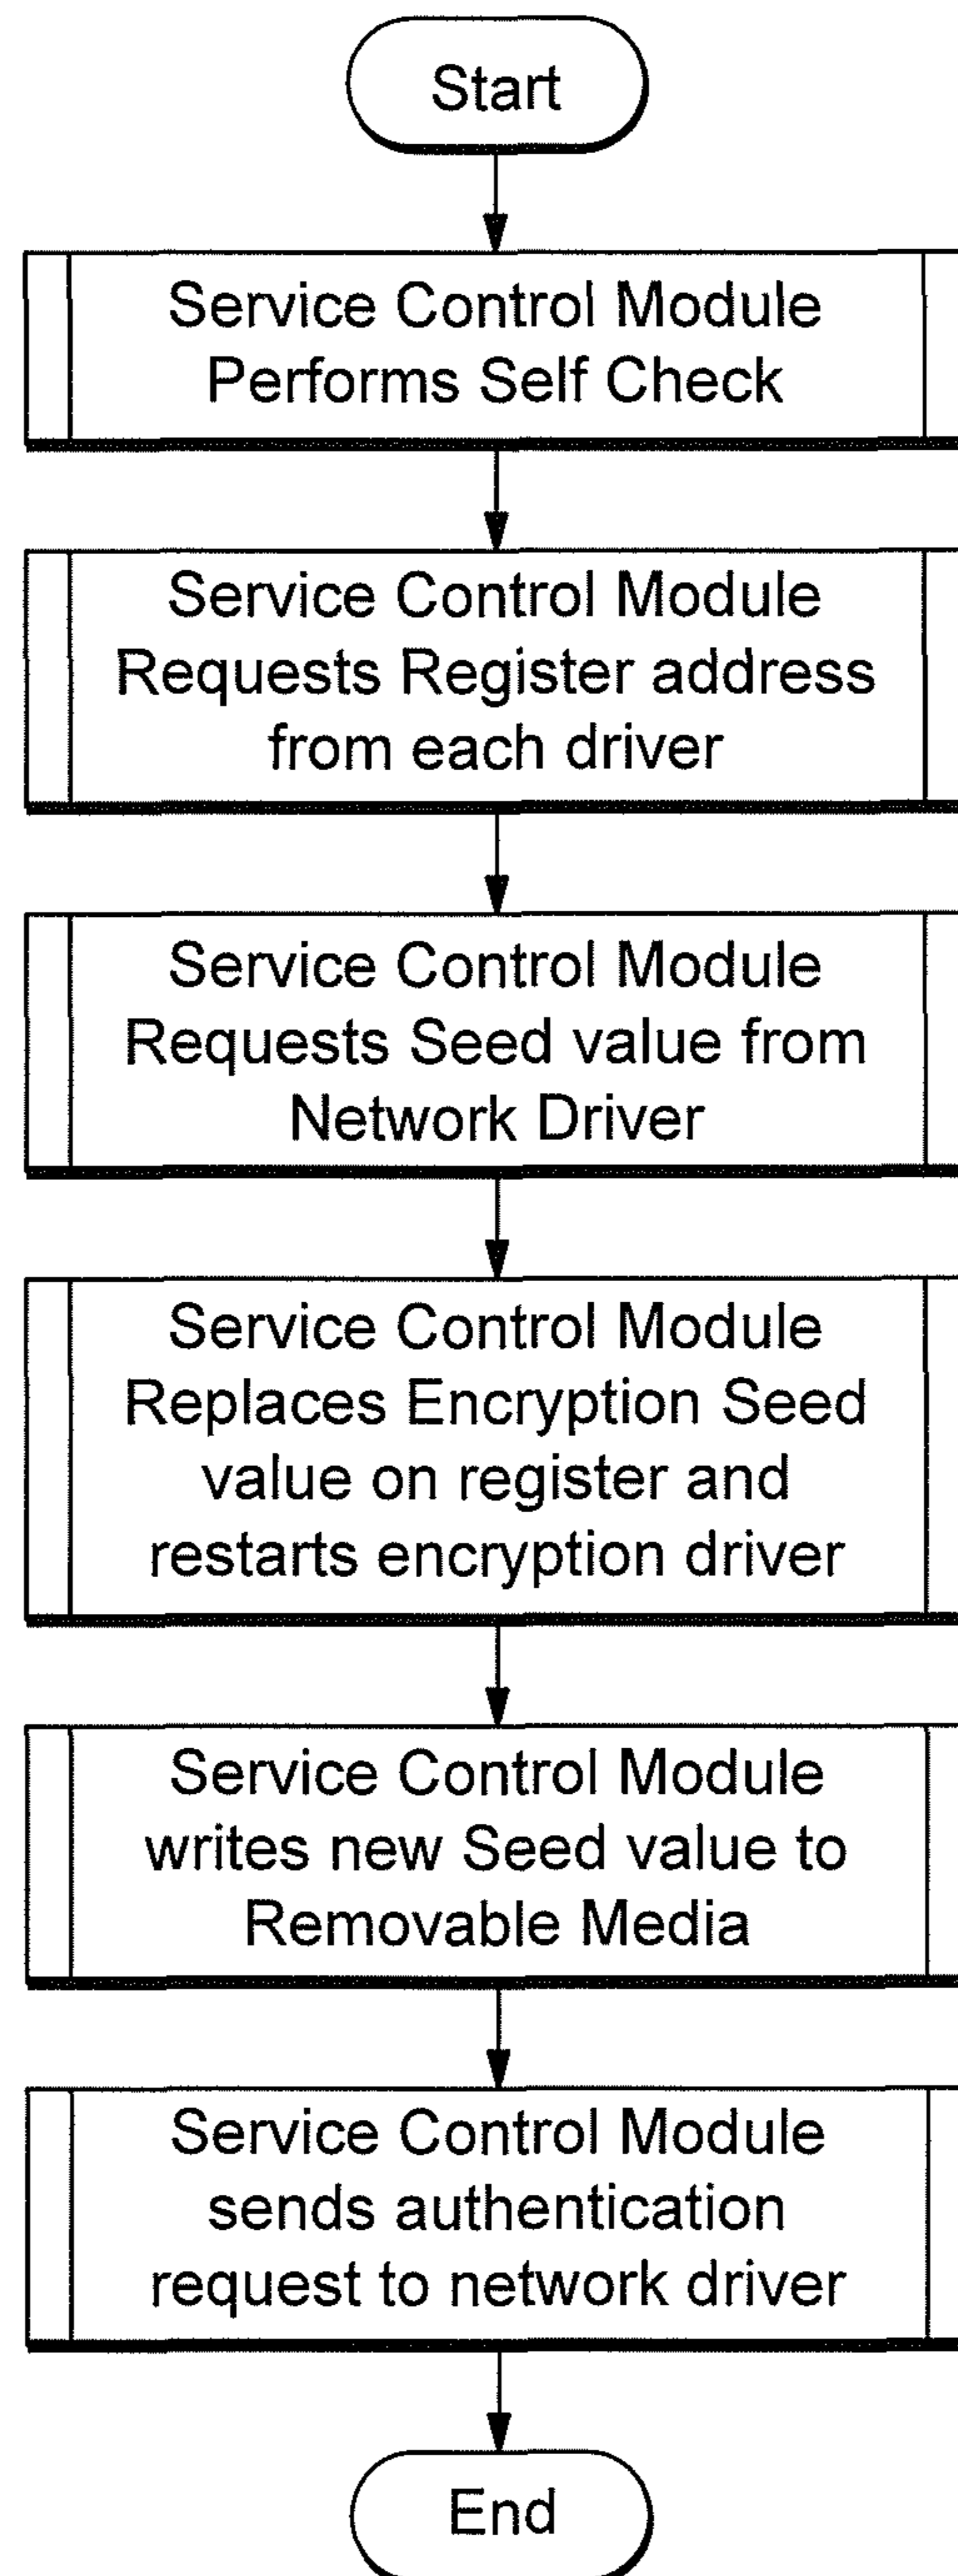 Start
Service Control Module
Performs Self Check
Service Control Module
Requests Register address
from each driver
Service Control Module
Requests Seed value from
Network Driver
Service Control Module
Replaces Encryption Seed
value on register and
restarts encryption driver
Service Control Module
writes new Seed value to
Removable Media
Service Control Module
sends authentication
request to network driver
End